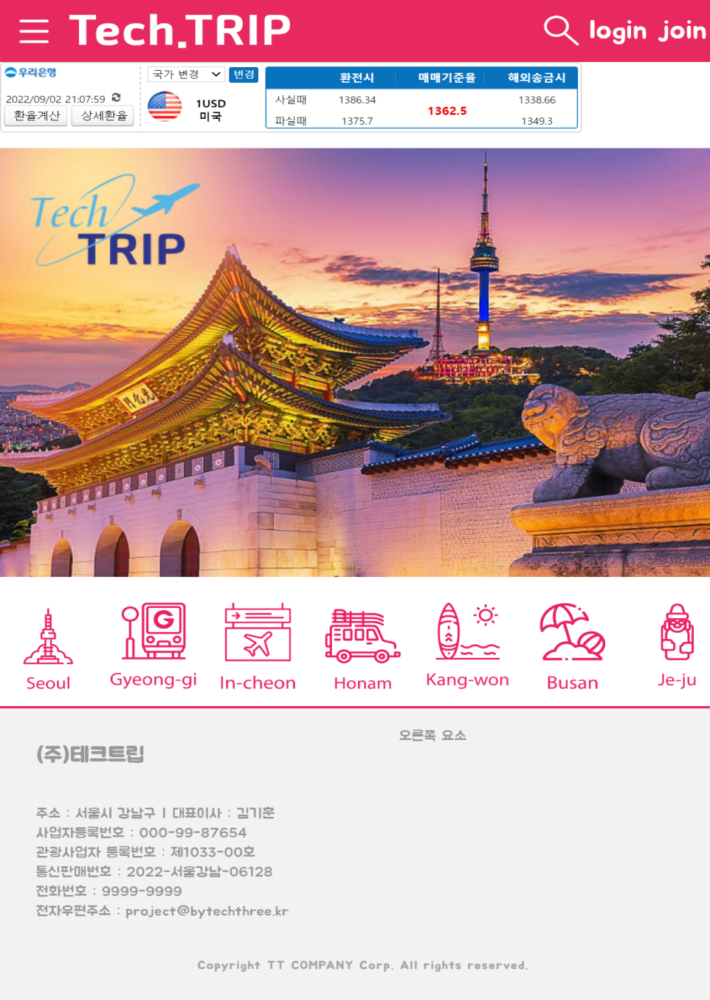 Tech.TRIP
login join
우리은행
2022/09/02 21:07:59
환율계산 상세환율
국가 변경 변경
1USD
미국
환전시 매매기준율 해외송금시
사실때 1386.34 1338.66
1362.5
파실때 1375.7 1349.3
Tech
TRIP
Seoul
G
Gyeong-gi
In-cheon
Honam
Kang-won
Busan
Je-ju
(주)테크트립
오른쪽 요소
주소 : 서울시 강남구 | 대표이사 : 김기훈
사업자등록번호 : 000-99-87654
관광사업자 등록번호 : 제1033-00호
통신판매번호 : 2022-서울강남-06128
전화번호 : 9999-9999
전자우편주소 : project@bytechthree.kr
Copyright TT COMPANY Corp. All rights reserved.